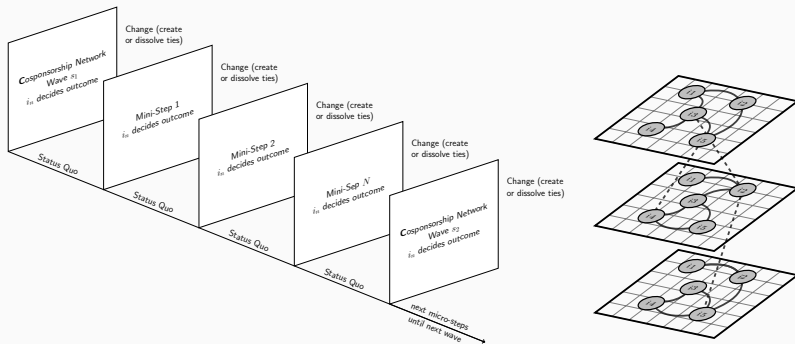 Change (create
or dissolve ties)
Cosponsorship Network
Wave s₁
iₙ decides outcome
Status Quo
Change (create
or dissolve ties)
Mini-Step 1
iₙ decides outcome
Status Quo
Change (create
or dissolve ties)
Mini-Step 2
iₙ decides outcome
Status Quo
Change (create
or dissolve ties)
Mini-Sep N
iₙ decides outcome
Status Quo
Change (create
or dissolve ties)
Cosponsorship Network
Wave s₂
iₙ decides outcome
next micro-steps
until next wave
i1
i2
i3
i4
i5
i1
i2
i3
i4
i5
i1
i2
i3
i4
i5